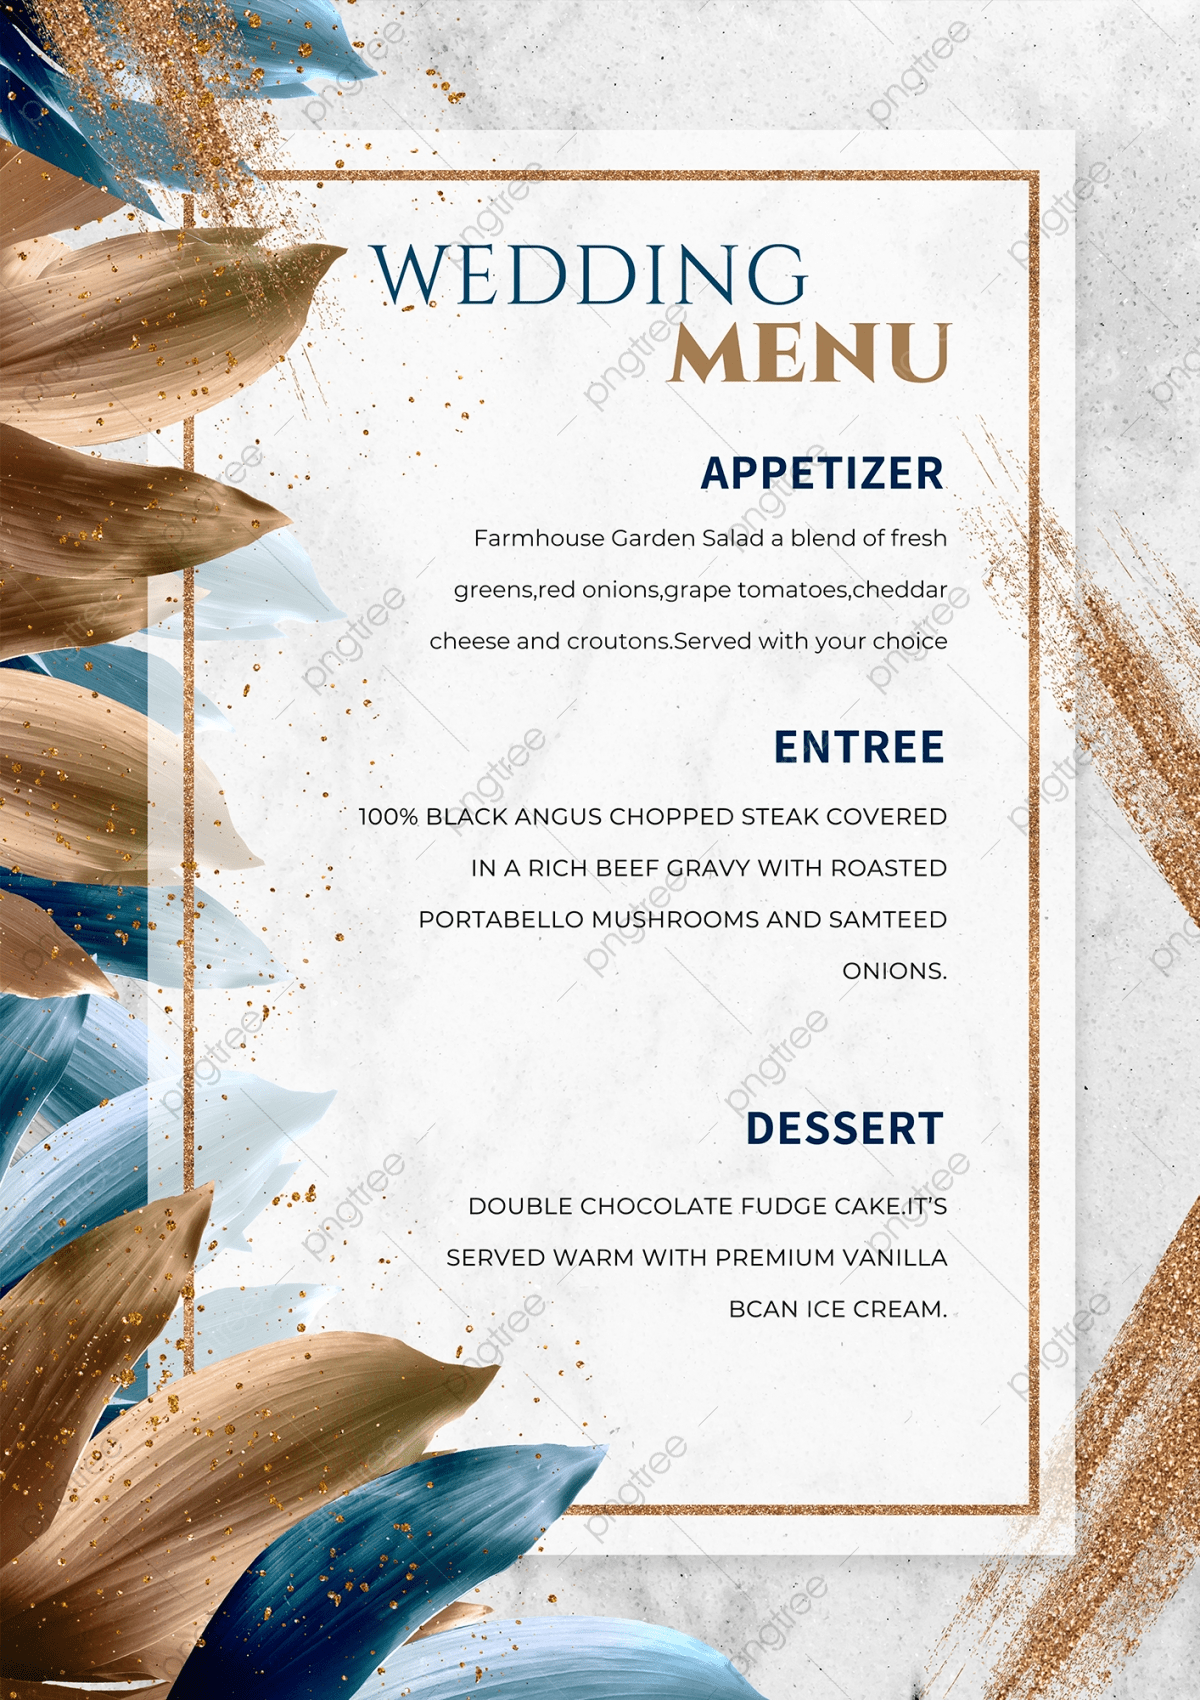 WEDDING
MENU
APPETIZER
Farmhouse Garden Salad a blend of fresh
greens,red onions,grape tomatoes,cheddar
cheese and croutons.Served with your choice
ENTREE
100% BLACK ANGUS CHOPPED STEAK COVERED
IN A RICH BEEF GRAVY WITH ROASTED
PORTABELLO MUSHROOMS AND SAMTEED
ONIONS.
DESSERT
DOUBLE CHOCOLATE FUDGE CAKE.IT'S
SERVED WARM WITH PREMIUM VANILLA
BCAN ICE CREAM.
pngtree